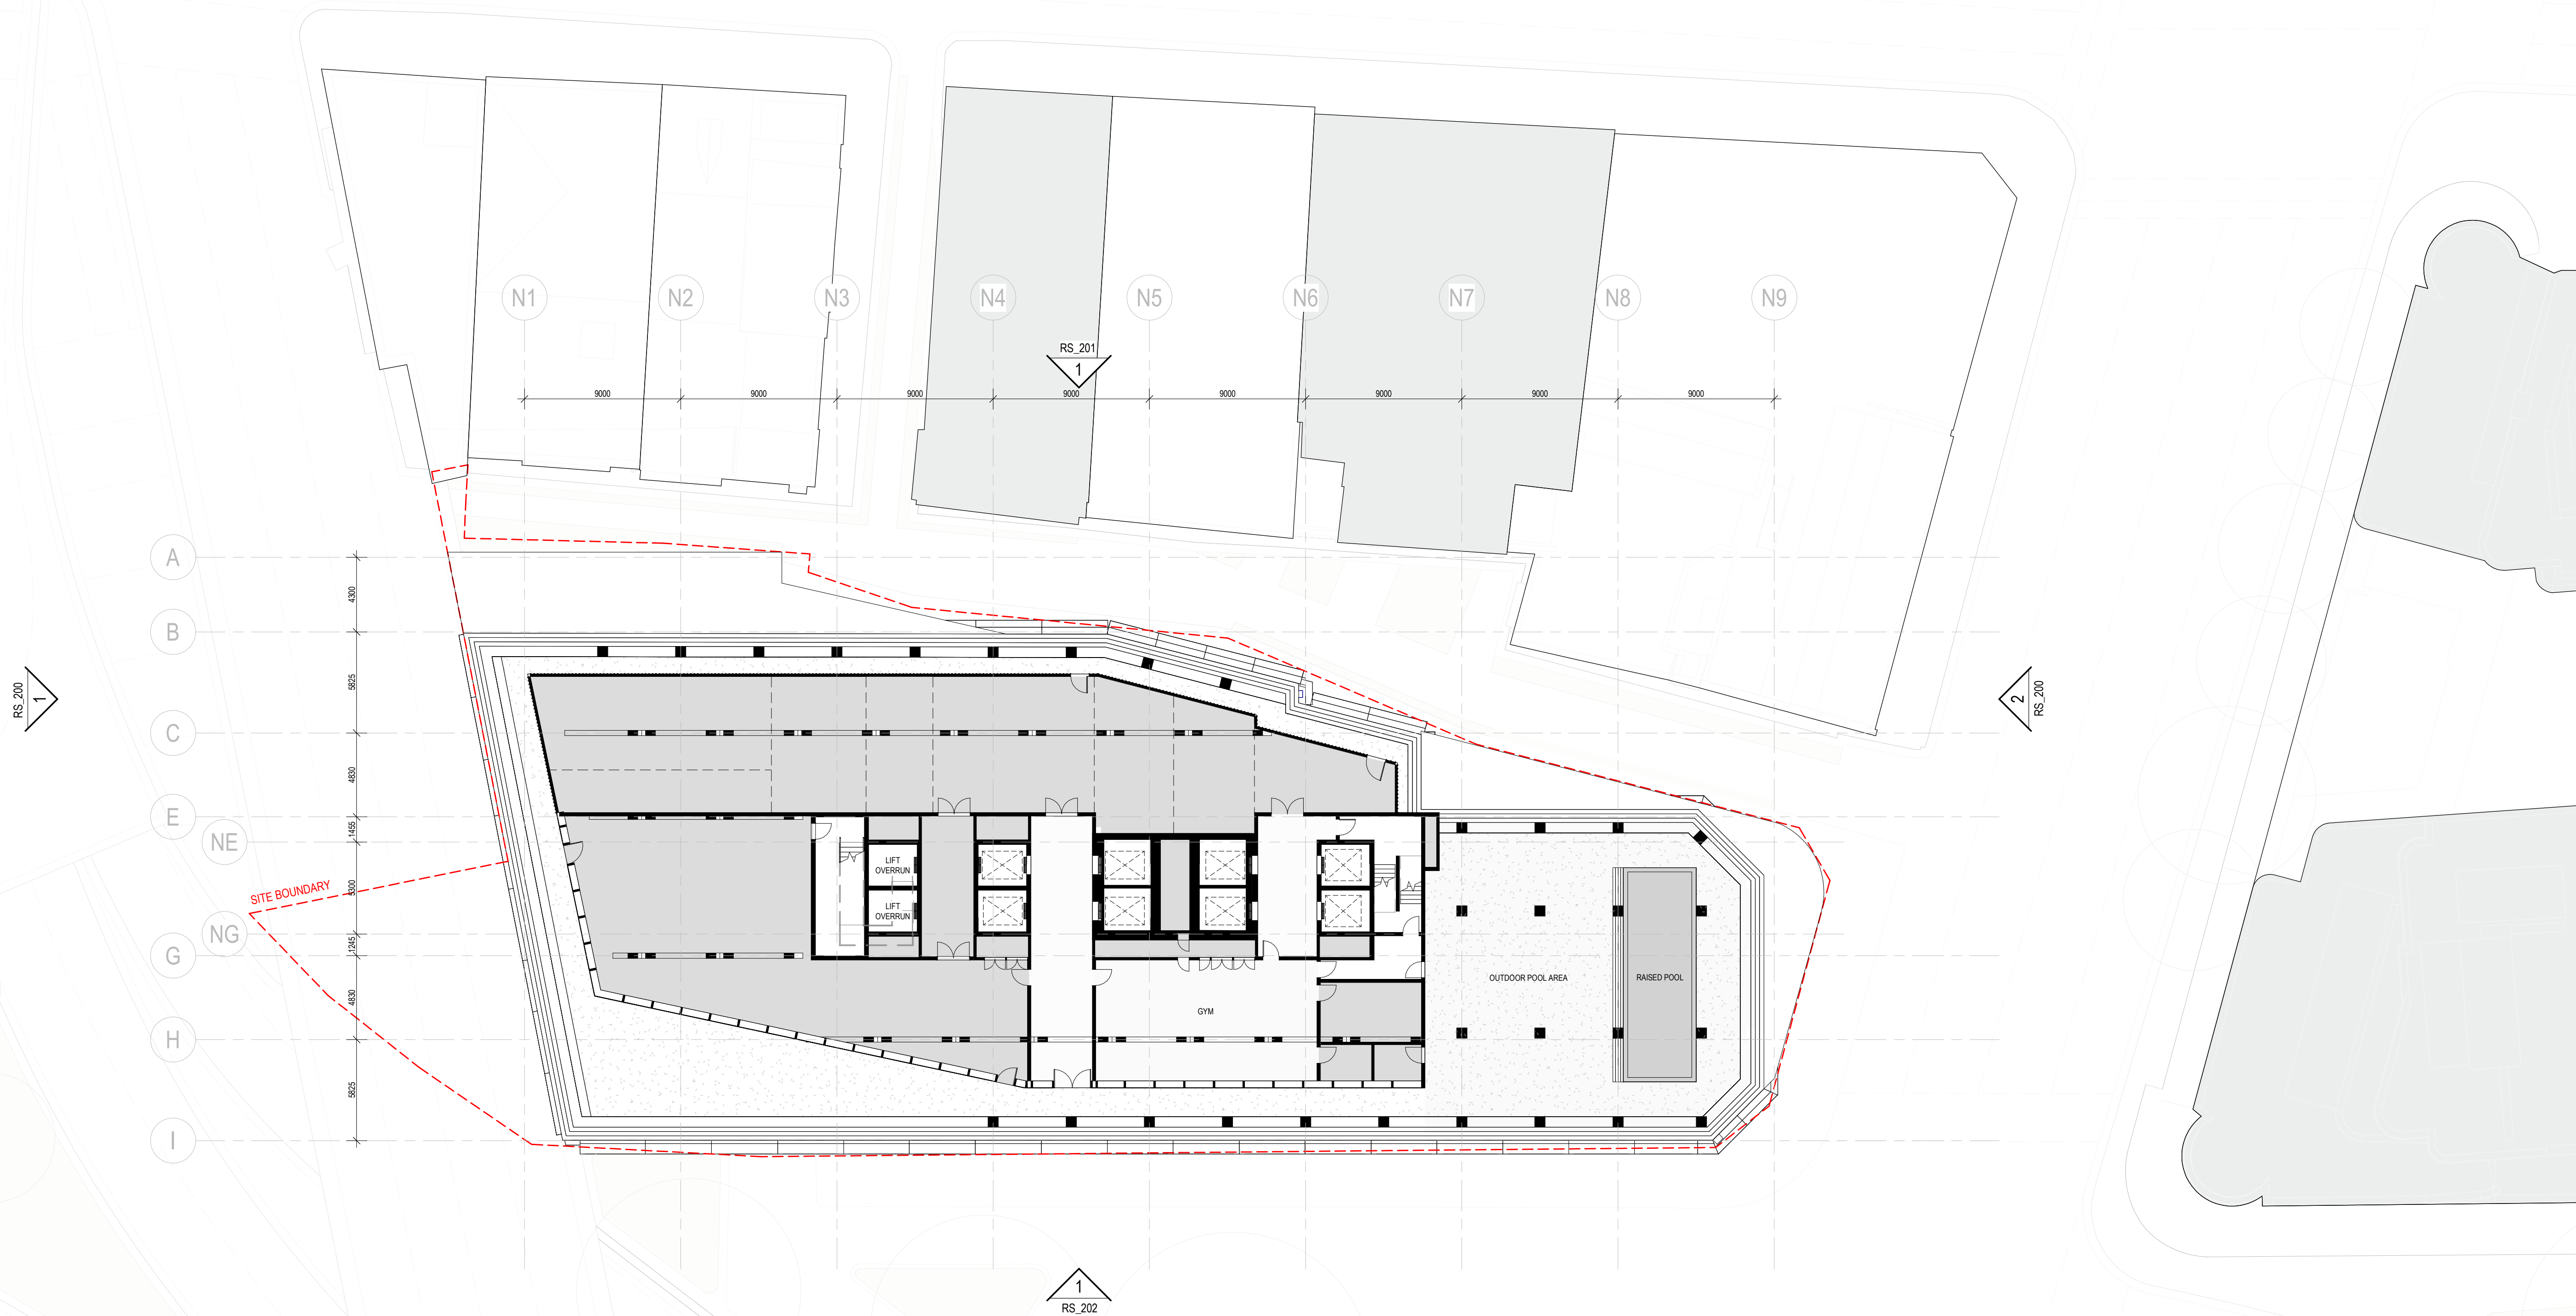 N1 N2 N3 N4 N5 N6 N7 N8 N9
RS_201
1
9000 9000 9000 9000 9000 9000 9000 9000
A
4300
B
5825
RS_200
1
2
RS_200
C
4830
E
1455
NE
LIFT
OVERRUN
5300
SITE BOUNDARY
LIFT
OVERRUN
NG
1245
G
OUTDOOR POOL AREA
RAISED POOL
4830
GYM
H
5825
I
1
RS_202